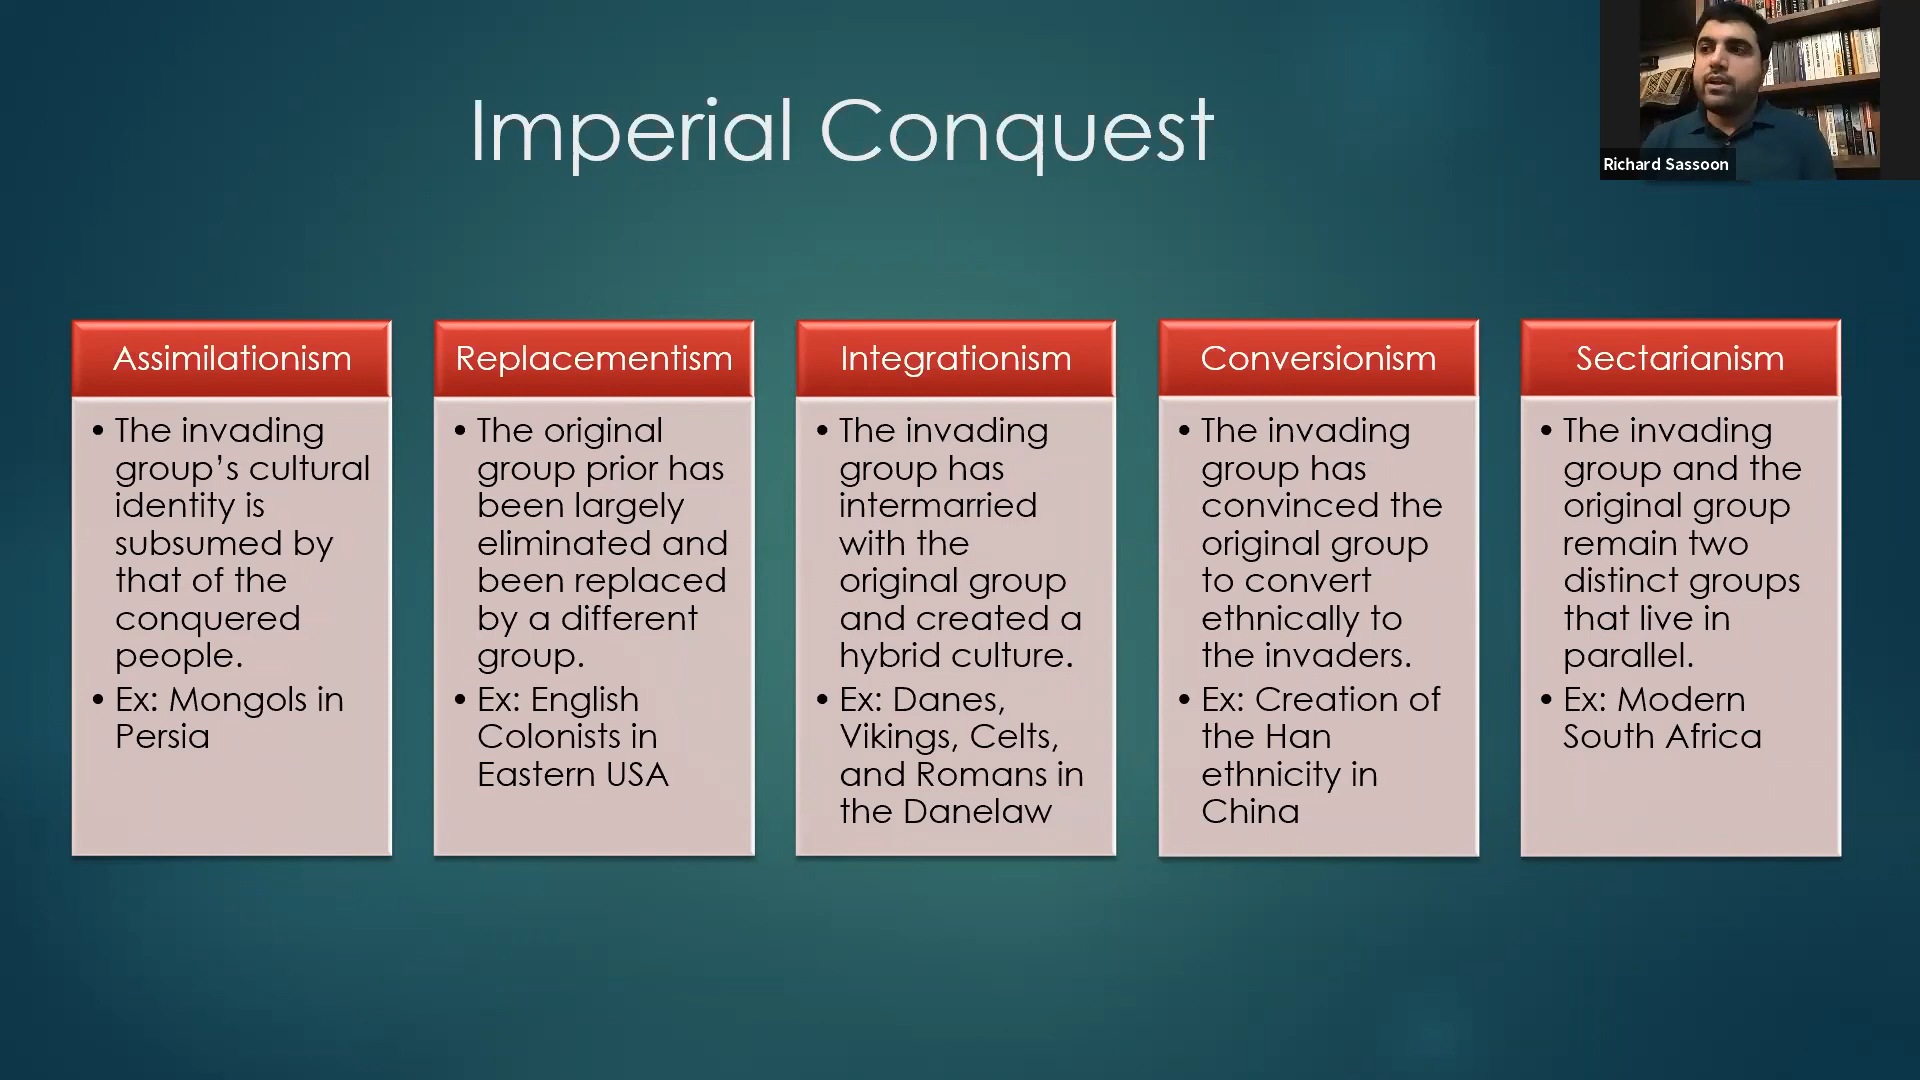 Imperial Conquest
Richard Sassoon
Assimilationism
• The invading
group’s cultural
identity is
subsumed by
that of the
conquered
people.
• Ex: Mongols in
Persia
Replacementism
• The original
group prior has
been largely
eliminated and
been replaced
by a different
group.
• Ex: English
Colonists in
Eastern USA
Integrationism
• The invading
group has
intermarried
with the
original group
and created a
hybrid culture.
• Ex: Danes,
Vikings, Celts,
and Romans in
the Danelaw
Conversionism
• The invading
group has
convinced the
original group
to convert
ethnically to
the invaders.
• Ex: Creation of
the Han
ethnicity in
China
Sectarianism
• The invading
group and the
original group
remain two
distinct groups
that live in
parallel.
• Ex: Modern
South Africa